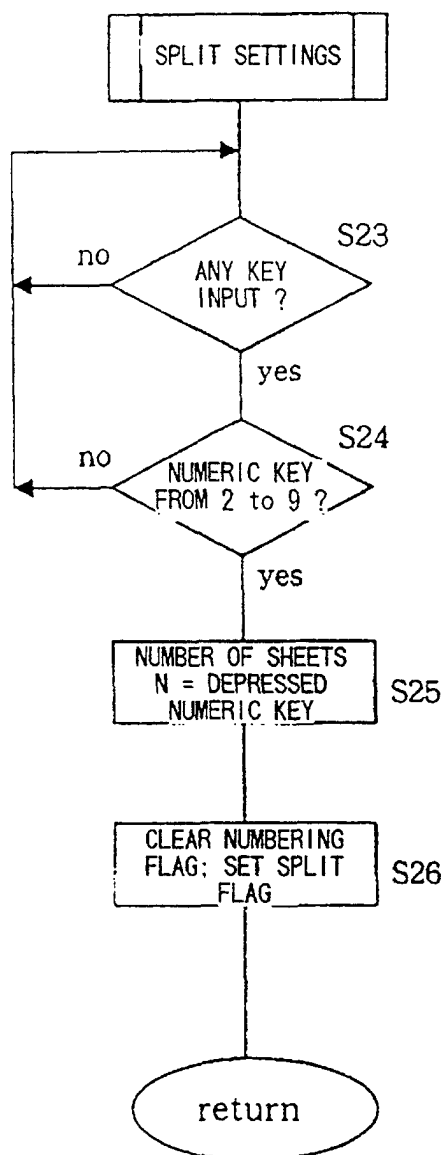 SPLIT SETTINGS
S23
no
ANY KEY
INPUT ?
yes
S24
no
NUMERIC KEY
FROM 2 to 9 ?
yes
NUMBER OF SHEETS
N = DEPRESSED
NUMERIC KEY
S25
CLEAR NUMBERING
FLAG; SET SPLIT
FLAG
S26
return